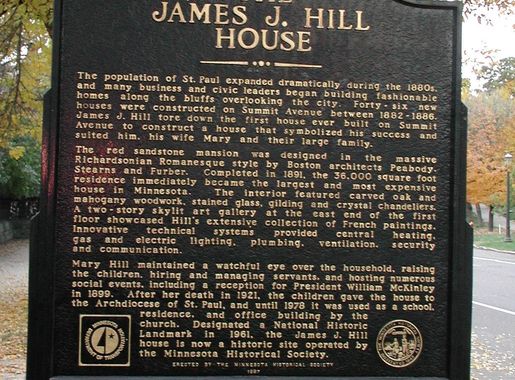 JAMES J. HILL
HOUSE
The population of St. Paul expanded dramatically during the 1880s,
and many business and civic leaders began building fashionable
homes along the bluffs overlooking the city. Forty-six new
houses were constructed on Summit Avenue between 1882-1886.
James J. Hill tore down the first house ever built on Summit
Avenue to construct a house that symbolized his success and
suited him, his wife Mary and their large family.
The red sandstone mansion was designed in the massive
Richardsonian Romanesque style by Boston architects Peabody,
Stearns and Furber. Completed in 1891, the 36,000 square foot
residence immediately became the largest and most expensive
house in Minnesota. The interior featured carved oak and
mahogany woodwork, stained glass, gilding and crystal chandeliers.
A two-story skylit art gallery at the east end of the first
floor showcased Hill's extensive collection of French paintings.
Innovative technical systems provided central heating,
gas and electric lighting, plumbing, ventilation, security
and communication.
Mary Hill maintained a watchful eye over the household, raising
the children, hiring and managing servants, and hosting numerous
social events, including a reception for President William McKinley
in 1899. After her death in 1921, the children gave the house to
the Archdiocese of St. Paul, and until 1978 it was used as a school,
residence, and office building by the
church. Designated a National Historic
Landmark in 1961, the James J. Hill
house is now a historic site operated by
the Minnesota Historical Society.
ERECTED BY THE MINNESOTA HISTORICAL SOCIETY